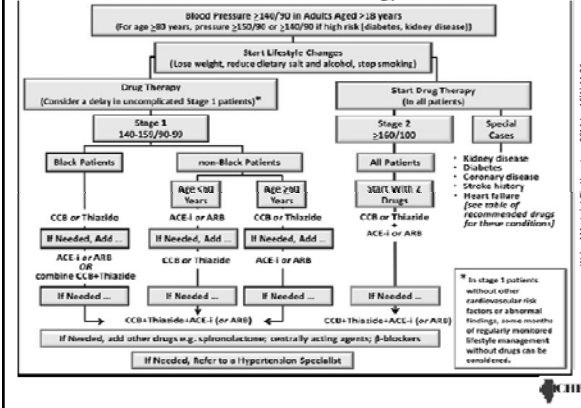 Blood Pressure ≥140/90 in Adults Aged >18 years
(For age ≥80 years, pressure ≥150/90 or ≥140/90 if high risk [diabetes, kidney disease])
Start Lifestyle Changes
(Lose weight, reduce dietary salt and alcohol, stop smoking)
Drug Therapy
(Consider a delay in uncomplicated Stage 1 patients)*
Start Drug Therapy
(In all patients)
Stage 1
140-159/90-99
Stage 2
≥160/100
Special
Cases
Black Patients
non-Black Patients
All Patients
• Kidney disease
• Diabetes
• Coronary disease
• Stroke history
• Heart failure
[see table of
recommended drugs
for these conditions]
Age <60
Years
Age ≥60
Years
Start With 2
Drugs
CCB or Thiazide
ACE-i or ARB
CCB or Thiazide
CCB or Thiazide
+
ACE-i or ARB
If Needed, Add ...
If Needed, Add ...
If Needed, Add ...
ACE-i or ARB
OR
combine CCB+Thiazide
CCB or Thiazide
ACE-i or ARB
If Needed ...
If Needed ...
If Needed ...
If Needed ...
CCB+Thiazide+ACE-i (or ARB)
CCB+Thiazide+ACE-i (or ARB)
* In stage 1 patients
without other
cardiovascular risk
factors or abnormal
findings, some months
of regularly monitored
lifestyle management
without drugs can be
considered.
If Needed, add other drugs e.g. spironolactone; centrally acting agents; β-blockers
If Needed, Refer to a Hypertension Specialist